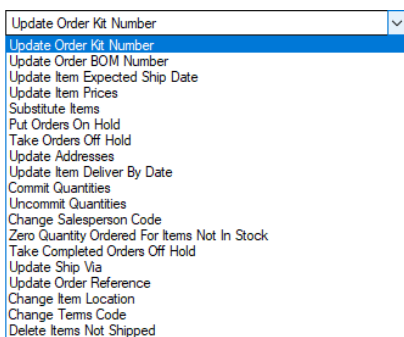 Update Order Kit Number
Update Order Kit Number
Update Order BOM Number
Update Item Expected Ship Date
Update Item Prices
Substitute Items
Put Orders On Hold
Take Orders Off Hold
Update Addresses
Update Item Deliver By Date
Commit Quantities
Uncommit Quantities
Change Salesperson Code
Zero Quantity Ordered For Items Not In Stock
Take Completed Orders Off Hold
Update Ship Via
Update Order Reference
Change Item Location
Change Terms Code
Delete Items Not Shipped